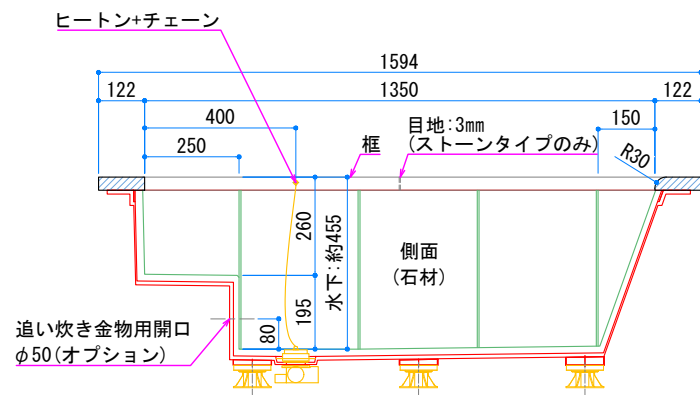 ヒートン+チェーン
1594
122
1350
122
400
目地:3mm
(ストーンタイプのみ)
150
250
框
R30
260
水下:約455
側面
(石材)
195
80
追い炊き金物用開口
φ50(オプション)